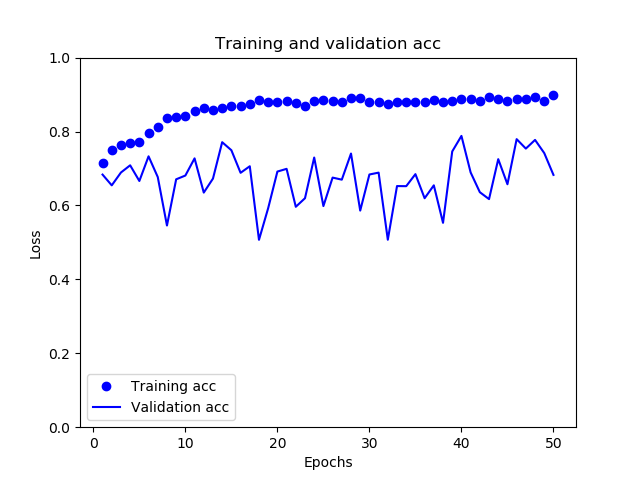 Training and validation acc
1.0
0.8
0.6
0.4
0.2
0.0
Loss
Training acc
Validation acc
0 10 20 30 40 50
Epochs